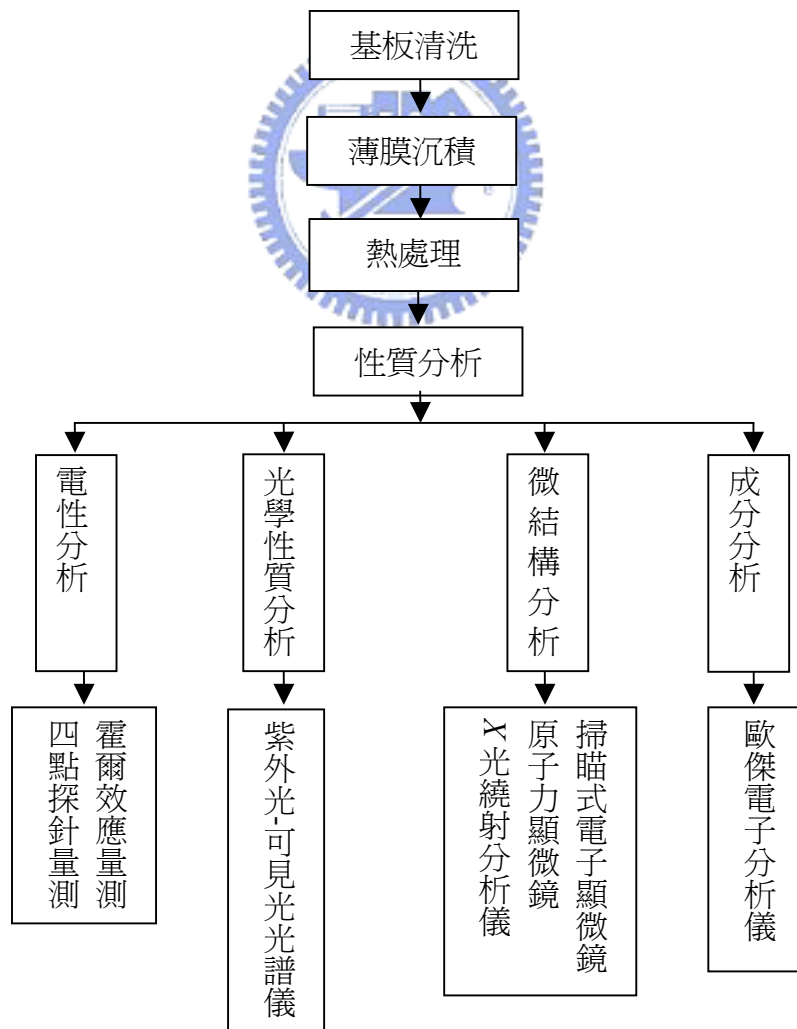 基板清洗
薄膜沉積
熱處理
性質分析
電性分析
光學性質分析
微結構分析
成分分析
霍爾效應量測
四點探針量測
紫外光-可見光光譜儀
掃瞄式電子顯微鏡
原子力顯微鏡
X光繞射分析儀
歐傑電子分析儀